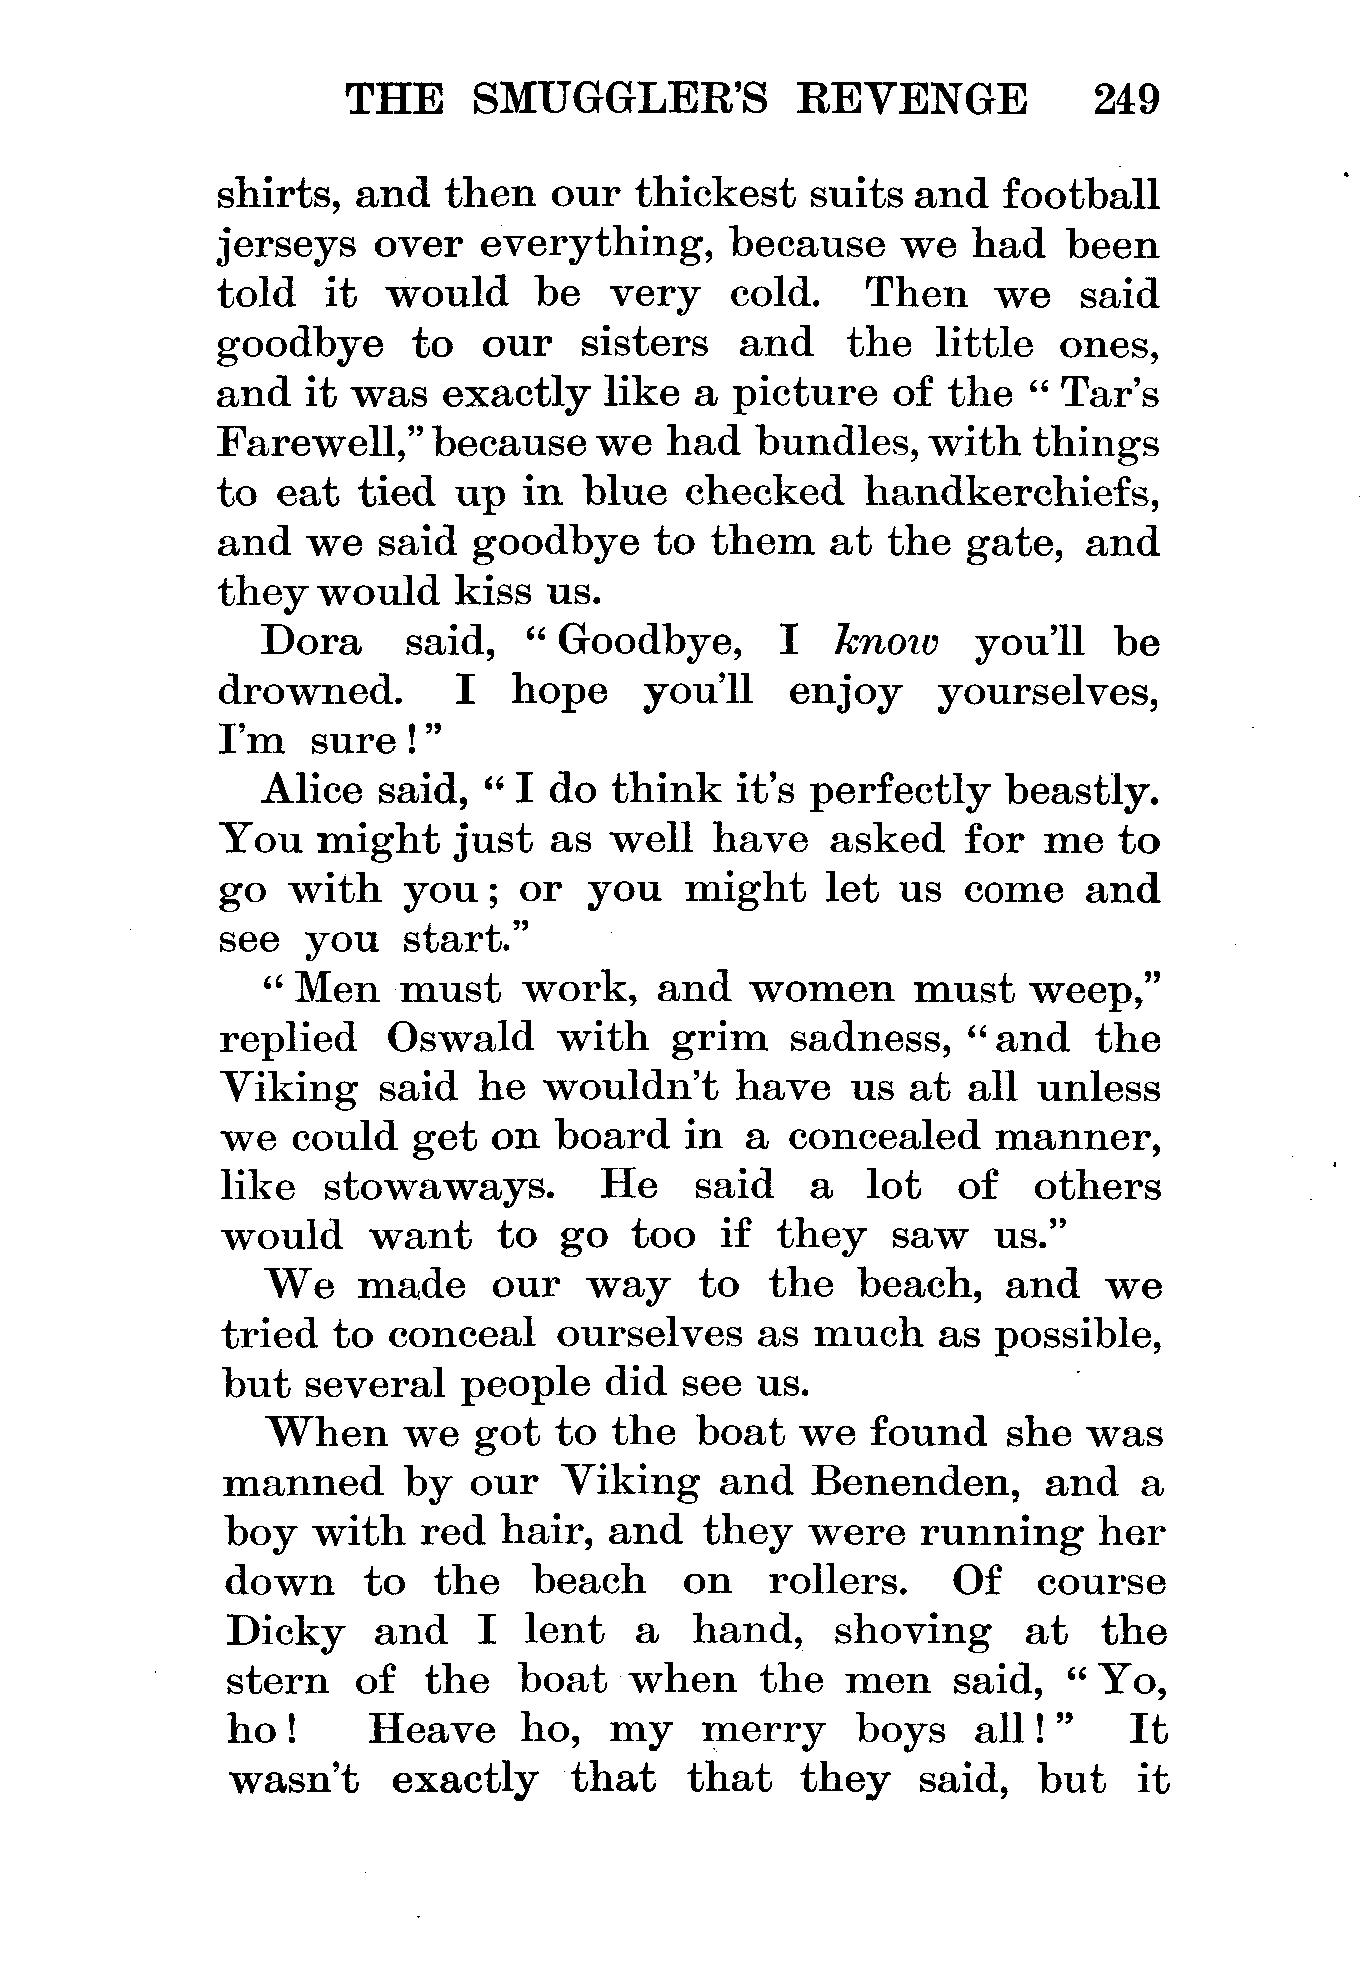 THE SMUGGLER'S REVENGE 249
shirts, and then our thickest suits and football
jerseys over everything, because we had been
told it would be very cold. Then we said
goodbye to our sisters and the little ones,
and it was exactly like a picture of the “ Tar's
Farewell,” because we had bundles, with things
to eat tied up in blue checked handkerchiefs,
and we said goodbye to them at the gate, and
they would kiss us.
Dora said, “ Goodbye, I know you'll be
drowned. I hope you'll enjoy yourselves,
I'm sure ! ”
Alice said, “ I do think it's perfectly beastly.
You might just as well have asked for me to
go with you ; or you might let us come and
see you start.”
“ Men must work, and women must weep,”
replied Oswald with grim sadness, “ and the
Viking said he wouldn't have us at all unless
we could get on board in a concealed manner,
like stowaways. He said a lot of others
would want to go too if they saw us.”
We made our way to the beach, and we
tried to conceal ourselves as much as possible,
but several people did see us.
When we got to the boat we found she was
manned by our Viking and Benenden, and a
boy with red hair, and they were running her
down to the beach on rollers. Of course
Dicky and I lent a hand, shoving at the
stern of the boat when the men said, “ Yo,
ho ! Heave ho, my merry boys all ! ” It
wasn't exactly that that they said, but it